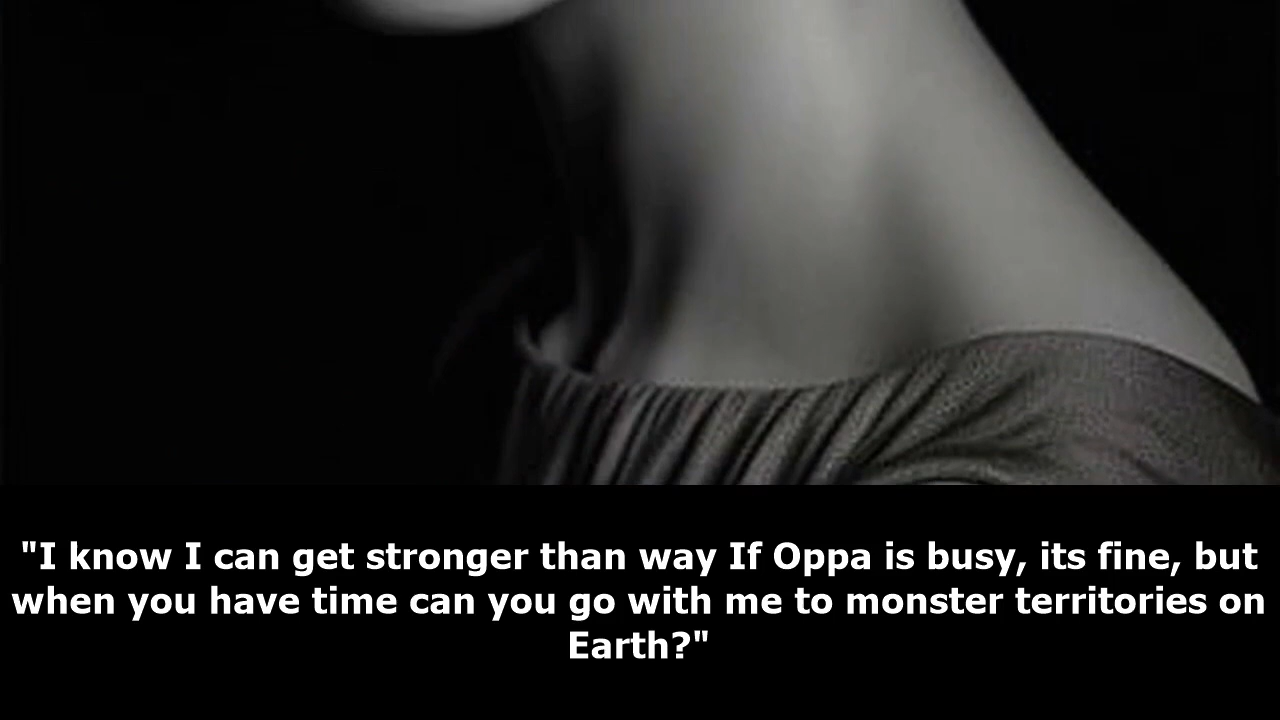 "I know I can get stronger than way If Oppa is busy, its fine, but
when you have time can you go with me to monster territories on
Earth?"